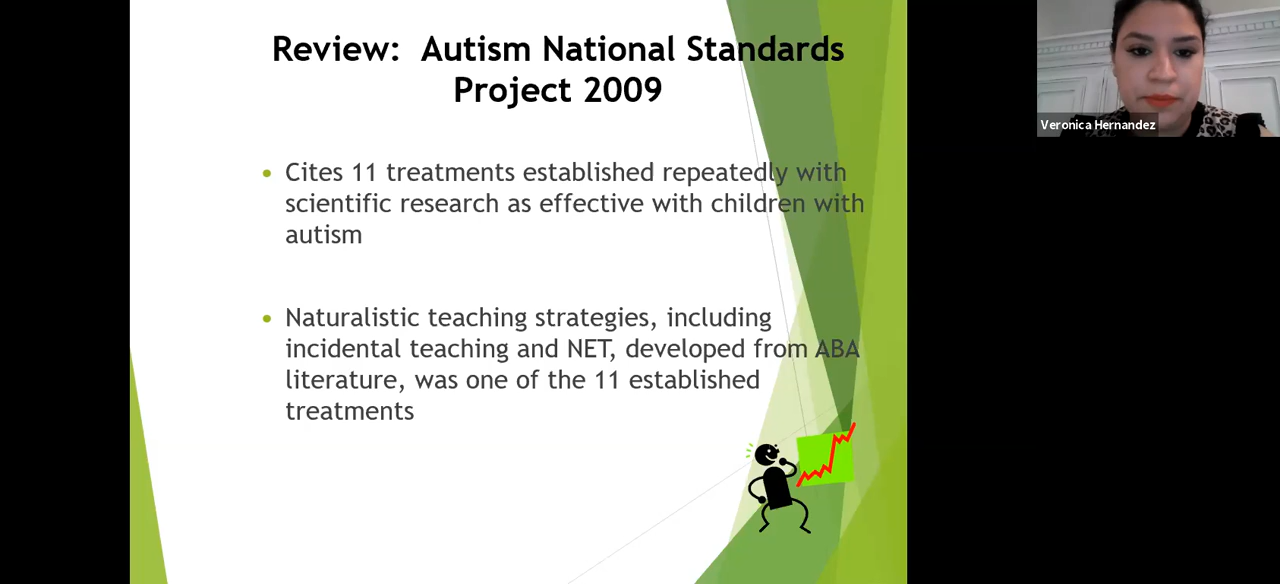 Review: Autism National Standards
Project 2009
Veronica Hernandez
• Cites 11 treatments established repeatedly with
scientific research as effective with children with
autism
• Naturalistic teaching strategies, including
incidental teaching and NET, developed from ABA
literature, was one of the 11 established
treatments